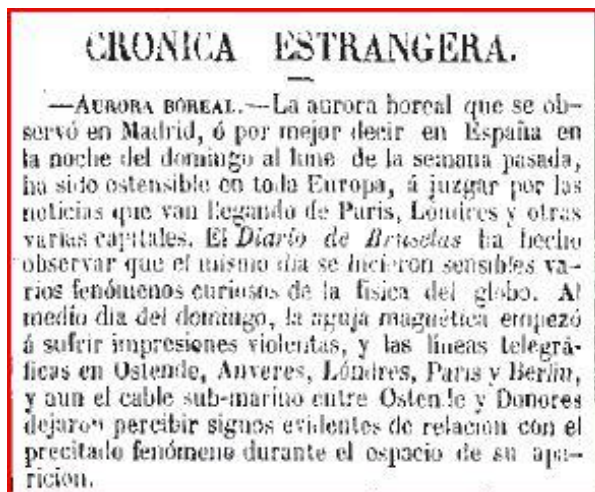 CRONICA ESTRANGERA.
—AURORA BOREAL.—La aurora boreal que se ob-
servó en Madrid, ó por mejor decir en España en
la noche del domingo al lune de la semana pasada,
ha sido ostensible en toda Europa, á juzgar por las
noticias que van llegando de Paris, Lóndres y otras
varias capitales. El Diario de Bruselas ha hecho
observar que el mismo dia se hicieron sensibles va-
rios fenómenos curiosos de la fisica del globo. Al
medio dia del domingo, la aguja magnética empezó
á sufrir impresiones violentas, y las líneas telegrá-
ficas en Ostende, Anveres, Lóndres, Paris y Berlin,
y aun el cable sub-marino entre Ostende y Donores
dejaron percibir signos evidentes de relacion con el
precitado fenómeno durante el espacio de su apa-
ricion.